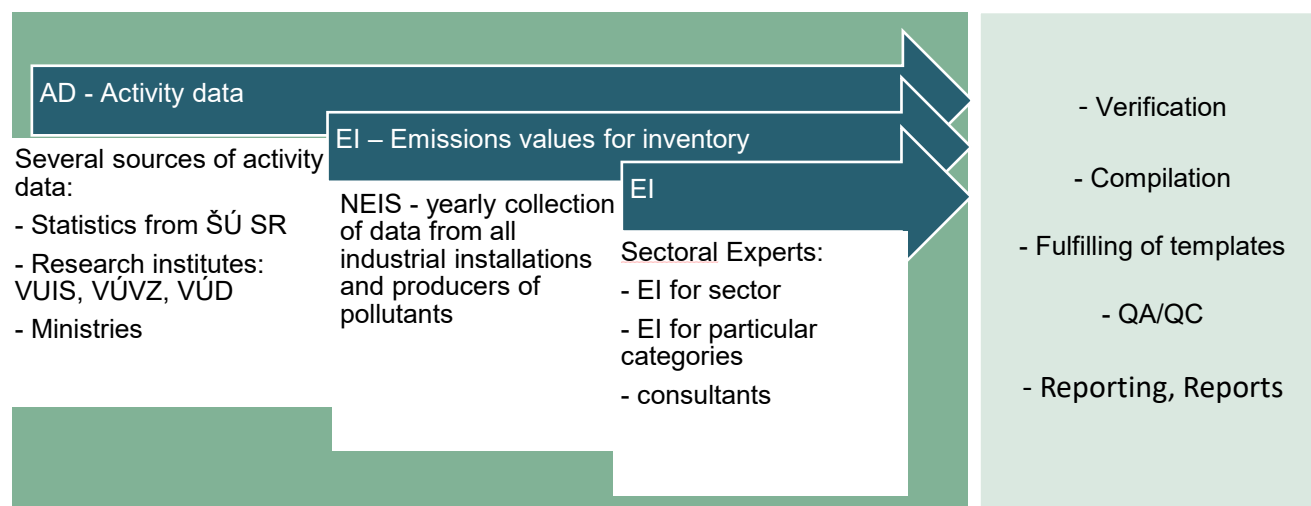 AD - Activity data
Several sources of activity
data:
- Statistics from ŠÚ SR
- Research institutes:
VUIS, VÚVZ, VÚD
- Ministries
EI – Emissions values for inventory
NEIS - yearly collection
of data from all
industrial installations
and producers of
pollutants
EI
Sectoral Experts:
- EI for sector
- EI for particular
categories
- consultants
- Verification
- Compilation
- Fulfilling of templates
- QA/QC
- Reporting, Reports